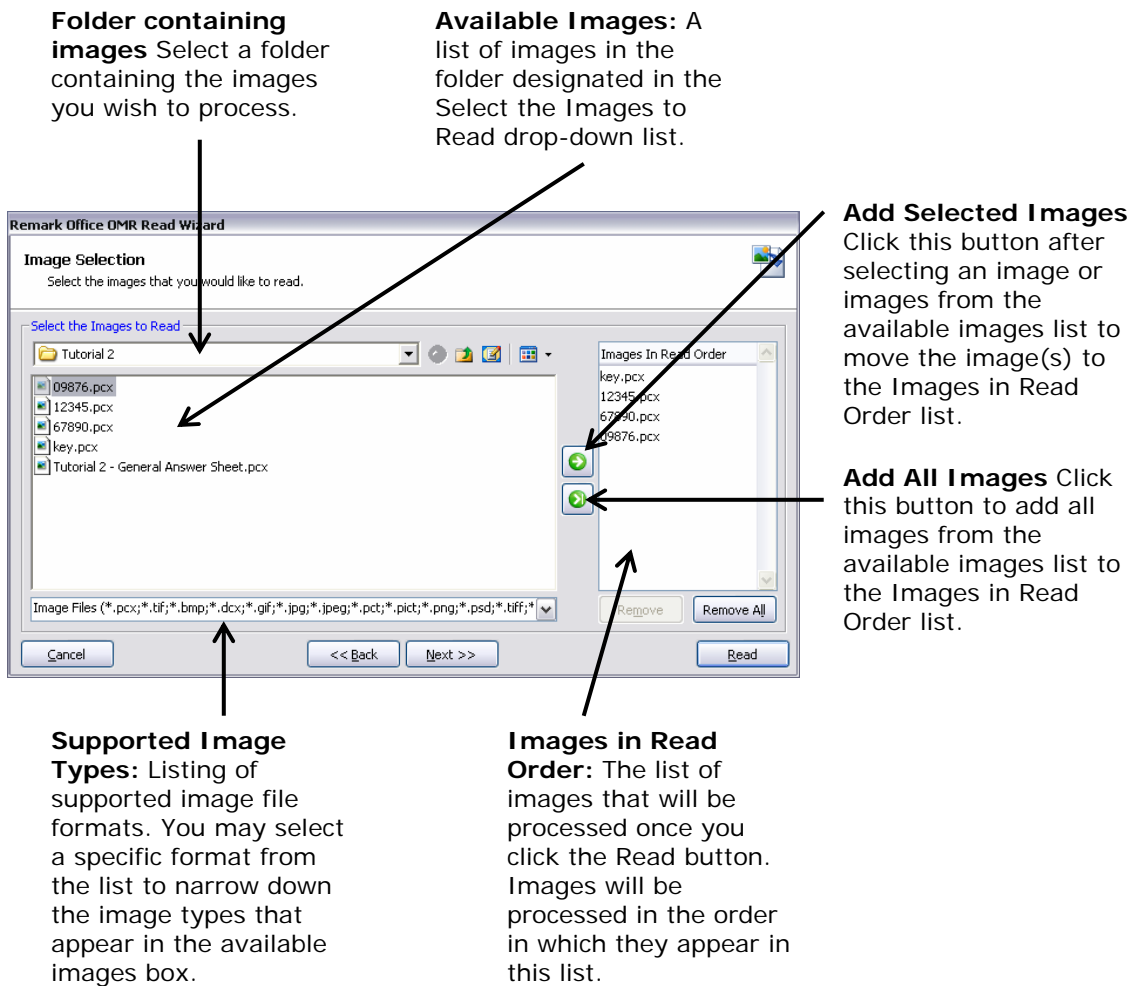 Folder containing
images Select a folder
containing the images
you wish to process.
Available Images: A
list of images in the
folder designated in the
Select the Images to
Read drop-down list.
Remark Office OMR Read Wizard
Image Selection
Select the images that you would like to read.
Select the Images to Read
Tutorial 2
09876.pcx
12345.pcx
67890.pcx
key.pcx
Tutorial 2 - General Answer Sheet.pcx
Image Files (*.pcx;*.tif;*.bmp;*.dcx;*.gif;*.jpg;*.jpeg;*.pct;*.pict;*.png;*.psd;*.tiff;*
Images In Read Order
key.pcx
12345.pcx
67890.pcx
09876.pcx
Remove
Remove All
Cancel
<< Back
Next >>
Read
Add Selected Images
Click this button after
selecting an image or
images from the
available images list to
move the image(s) to
the Images in Read
Order list.
Add All Images Click
this button to add all
images from the
available images list to
the Images in Read
Order list.
Supported Image
Types: Listing of
supported image file
formats. You may select
a specific format from
the list to narrow down
the image types that
appear in the available
images box.
Images in Read
Order: The list of
images that will be
processed once you
click the Read button.
Images will be
processed in the order
in which they appear in
this list.